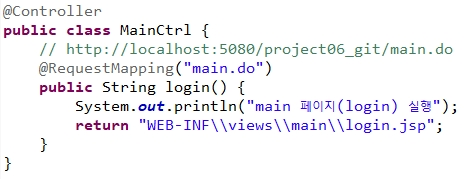 @Controller
public class MainCtrl {
    // http://localhost:5080/project06_git/main.do
    @RequestMapping("main.do")
    public String login() {
        System.out.println("main 페이지(login) 실행");
        return "WEB-INF\\views\\main\\login.jsp";
    }
}